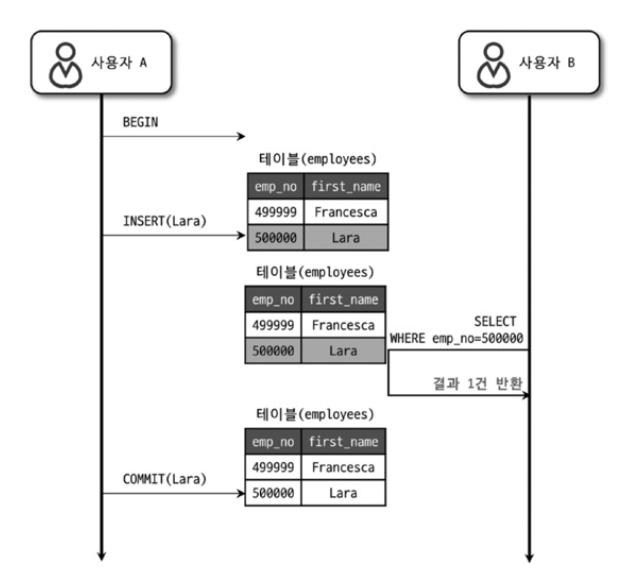 사용자 A
사용자 B
BEGIN
테이블(employees)
emp_no first_name
499999 Francesca
INSERT(Lara)
500000 Lara
테이블(employees)
emp_no first_name
499999 Francesca
500000 Lara
SELECT
WHERE emp_no=500000
결과 1건 반환
테이블(employees)
emp_no first_name
499999 Francesca
COMMIT(Lara)
500000 Lara